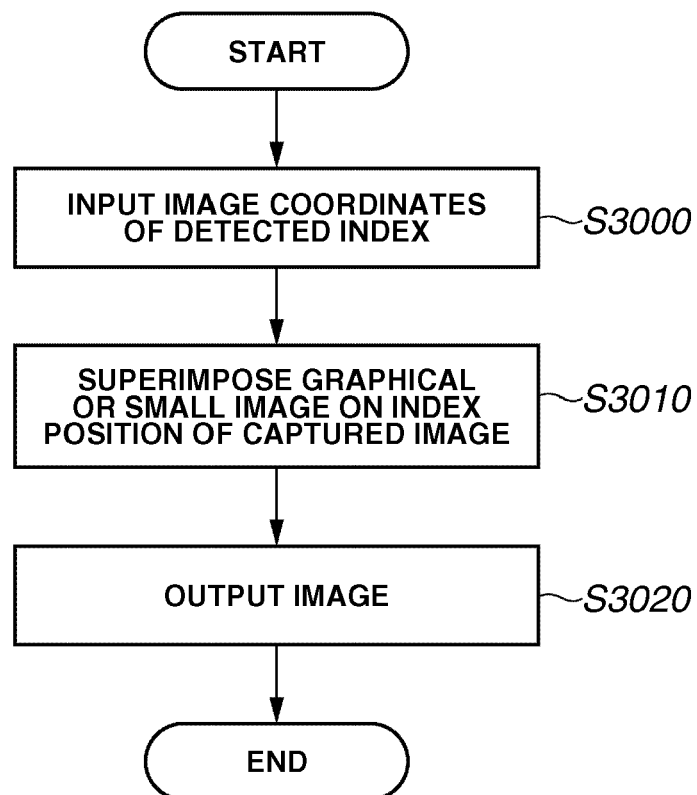 START
INPUT IMAGE COORDINATES
OF DETECTED INDEX
S3000
SUPERIMPOSE GRAPHICAL
OR SMALL IMAGE ON INDEX
POSITION OF CAPTURED IMAGE
S3010
OUTPUT IMAGE
S3020
END